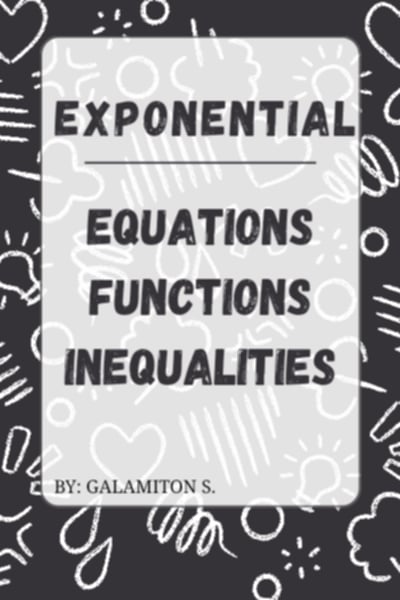 EXPONENTIAL
EQUATIONS
FUNCTIONS
INEQUALITIES
BY: GALAMITON S.